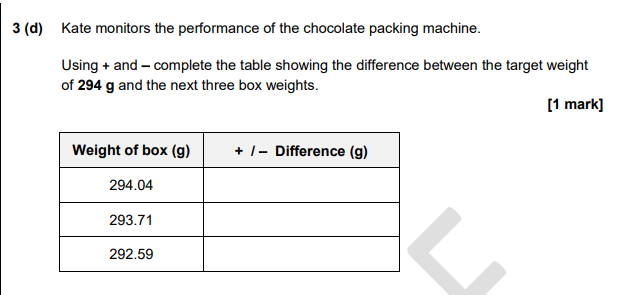 3 (d) Kate monitors the performance of the chocolate packing machine.
Using + and – complete the table showing the difference between the target weight
of 294 g and the next three box weights.
[1 mark]
Weight of box (g) + / – Difference (g)
294.04
293.71
292.59